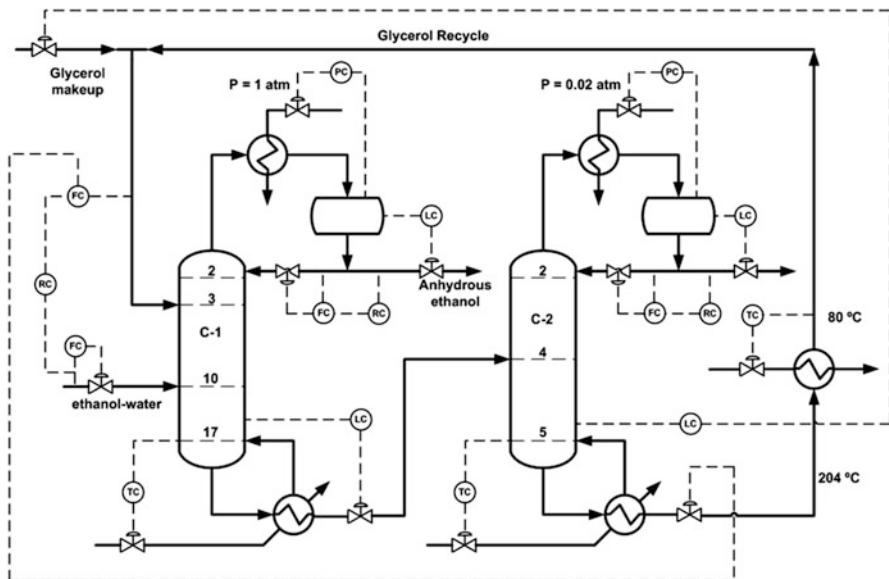 Glycerol Recycle
Glycerol
makeup
P = 1 atm
PC
P = 0.02 atm
PC
FC
LC
LC
2
2
Anhydrous
ethanol
RC
3
FC
RC
FC
RC
C-1
C-2
TC
80 ºC
FC
4
10
ethanol-water
LC
LC
17
5
TC
TC
204 ºC